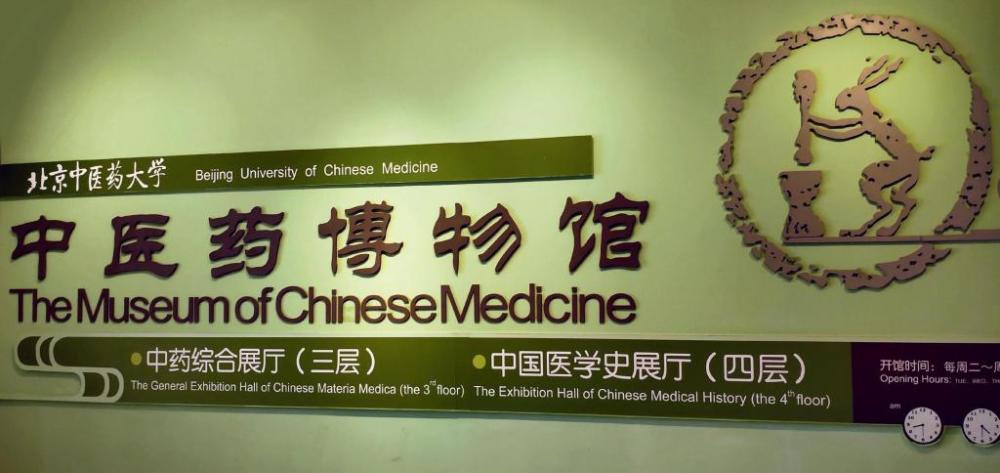 北京中医药大学 Beijing University of Chinese Medicine
中医药博物馆
The Museum of Chinese Medicine
中药综合展厅（三层）
The General Exhibition Hall of Chinese Materia Medica (the 3rd floor)
中国医学史展厅（四层）
The Exhibition Hall of Chinese Medical History (the 4th floor)
开馆时间：每周二～
Opening Hours: TUE. WED.
am